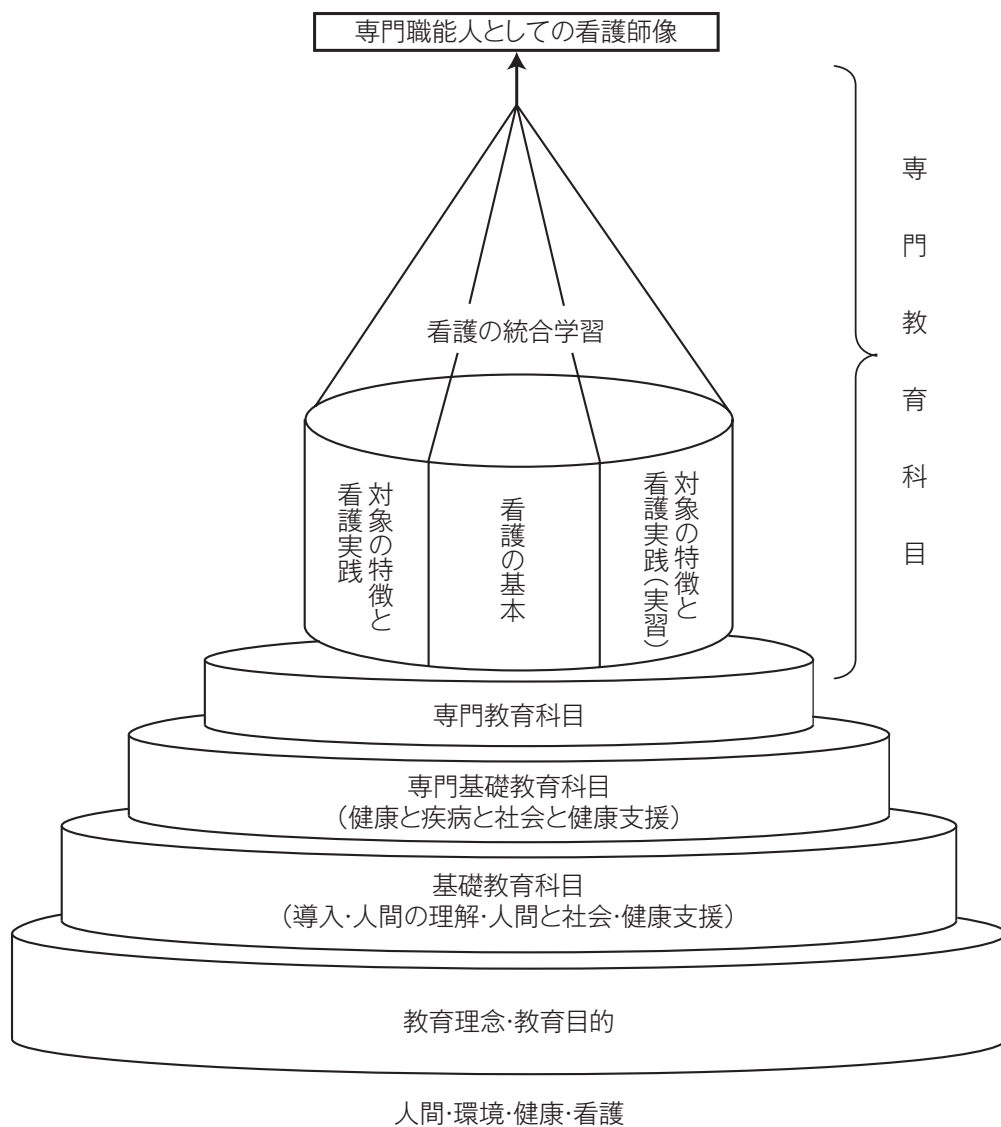 専門職能人としての看護師像
専門教育科目
看護の統合学習
対象の特徴と
看護実践
看護の基本
対象の特徴と
看護実践(実習)
専門教育科目
専門基礎教育科目
(健康と疾病と社会と健康支援)
基礎教育科目
(導入・人間の理解・人間と社会・健康支援)
教育理念・教育目的
人間・環境・健康・看護